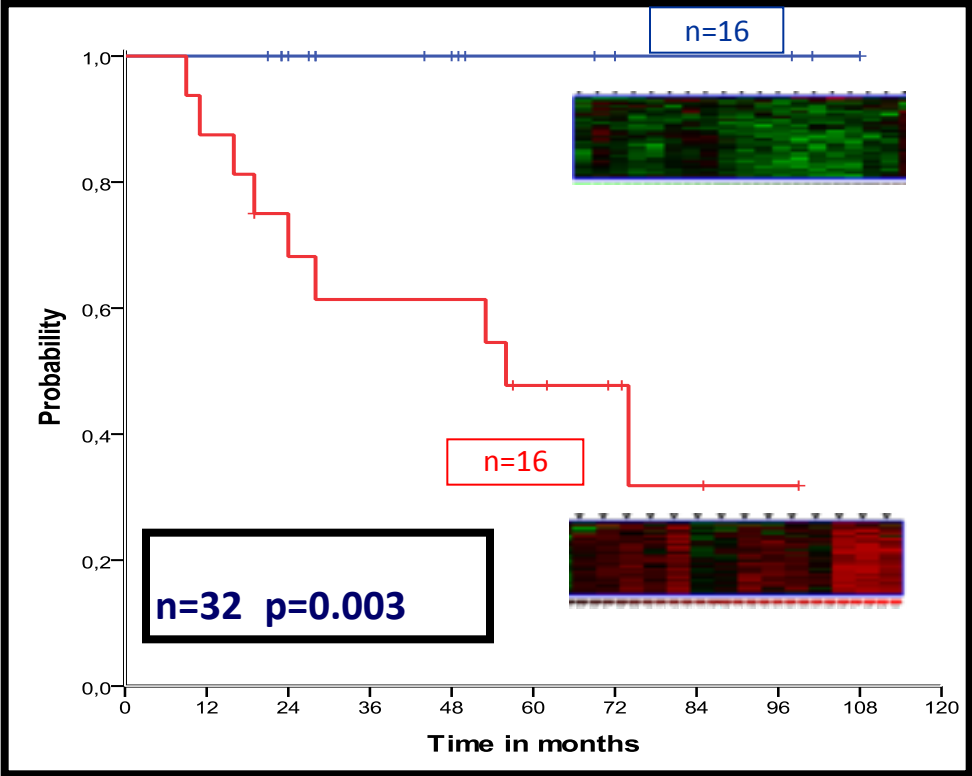 n=16
1,0
0,8
0,6
0,4
0,2
0,0
Probability
n=16
n=32 p=0.003
0 12 24 36 48 60 72 84 96 108 120
Time in months